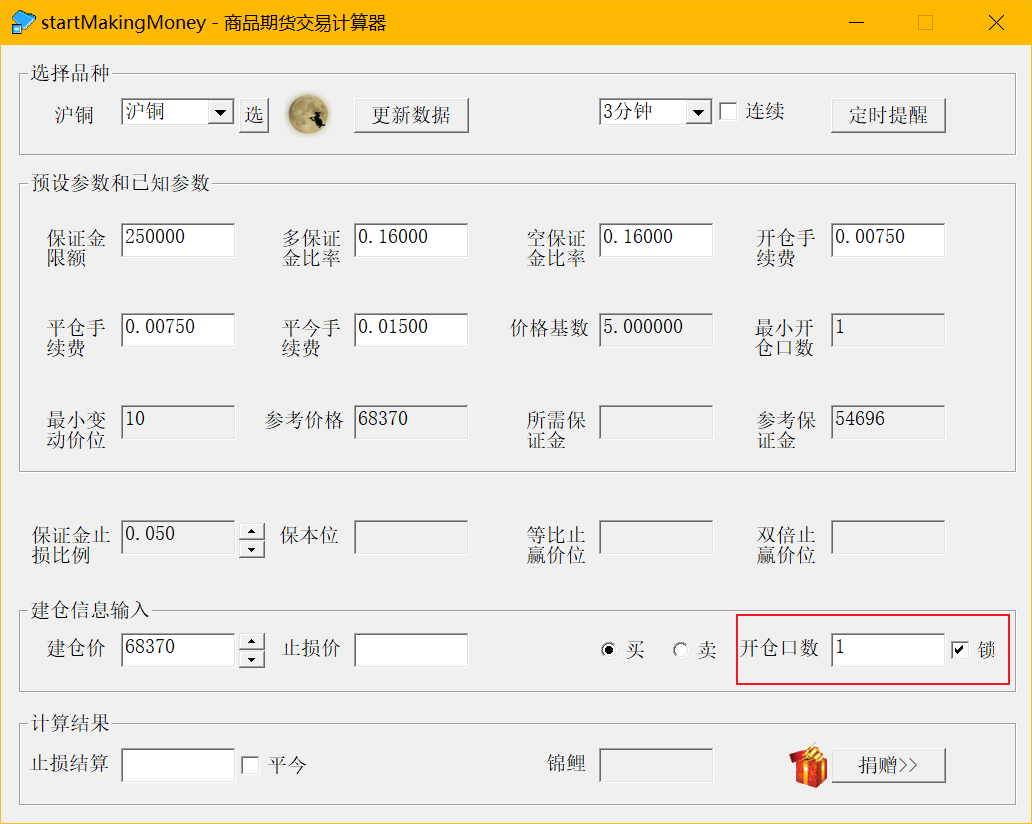 startMakingMoney - 商品期货交易计算器
选择品种
沪铜 沪铜 选 更新数据 3分钟 连续 定时提醒
预设参数和已知参数
保证金
限额
250000
多保证
金比率
0.16000
空保证
金比率
0.16000
开仓手
续费
0.00750
平仓手
续费
0.00750
平今手
续费
0.01500
价格基数
5.000000
最小开
仓口数
1
最小变
动价位
10
参考价格
68370
所需保
证金
参考保
证金
54696
保证金止
损比例
0.050
保本位
等比止
赢价位
双倍止
赢价位
建仓信息输入
建仓价 68370 止损价 买 卖 开仓口数 1 锁
计算结果
止损结算 平今 锦鲤 捐赠>>